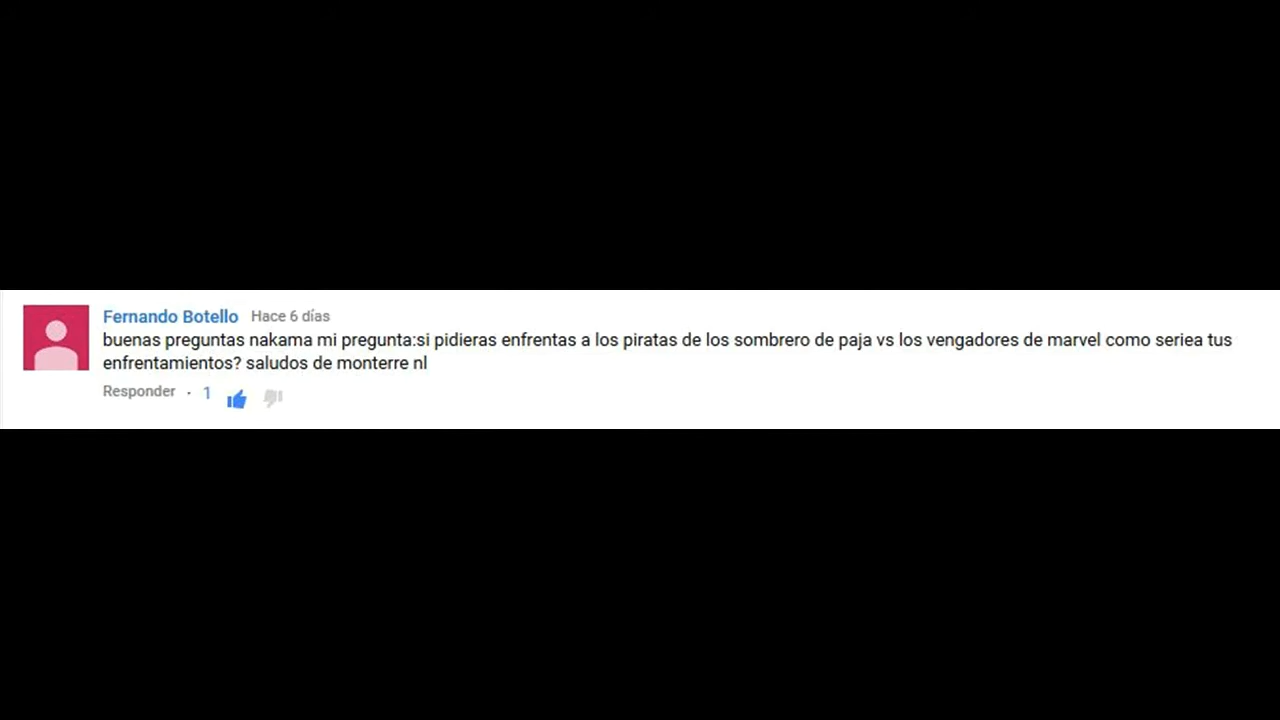 Fernando Botello Hace 6 días
buenas preguntas nakama mi pregunta:si pidieras enfrentas a los piratas de los sombrero de paja vs los vengadores de marvel como seriea tus
enfrentamientos? saludos de monterre nl
Responder · 1